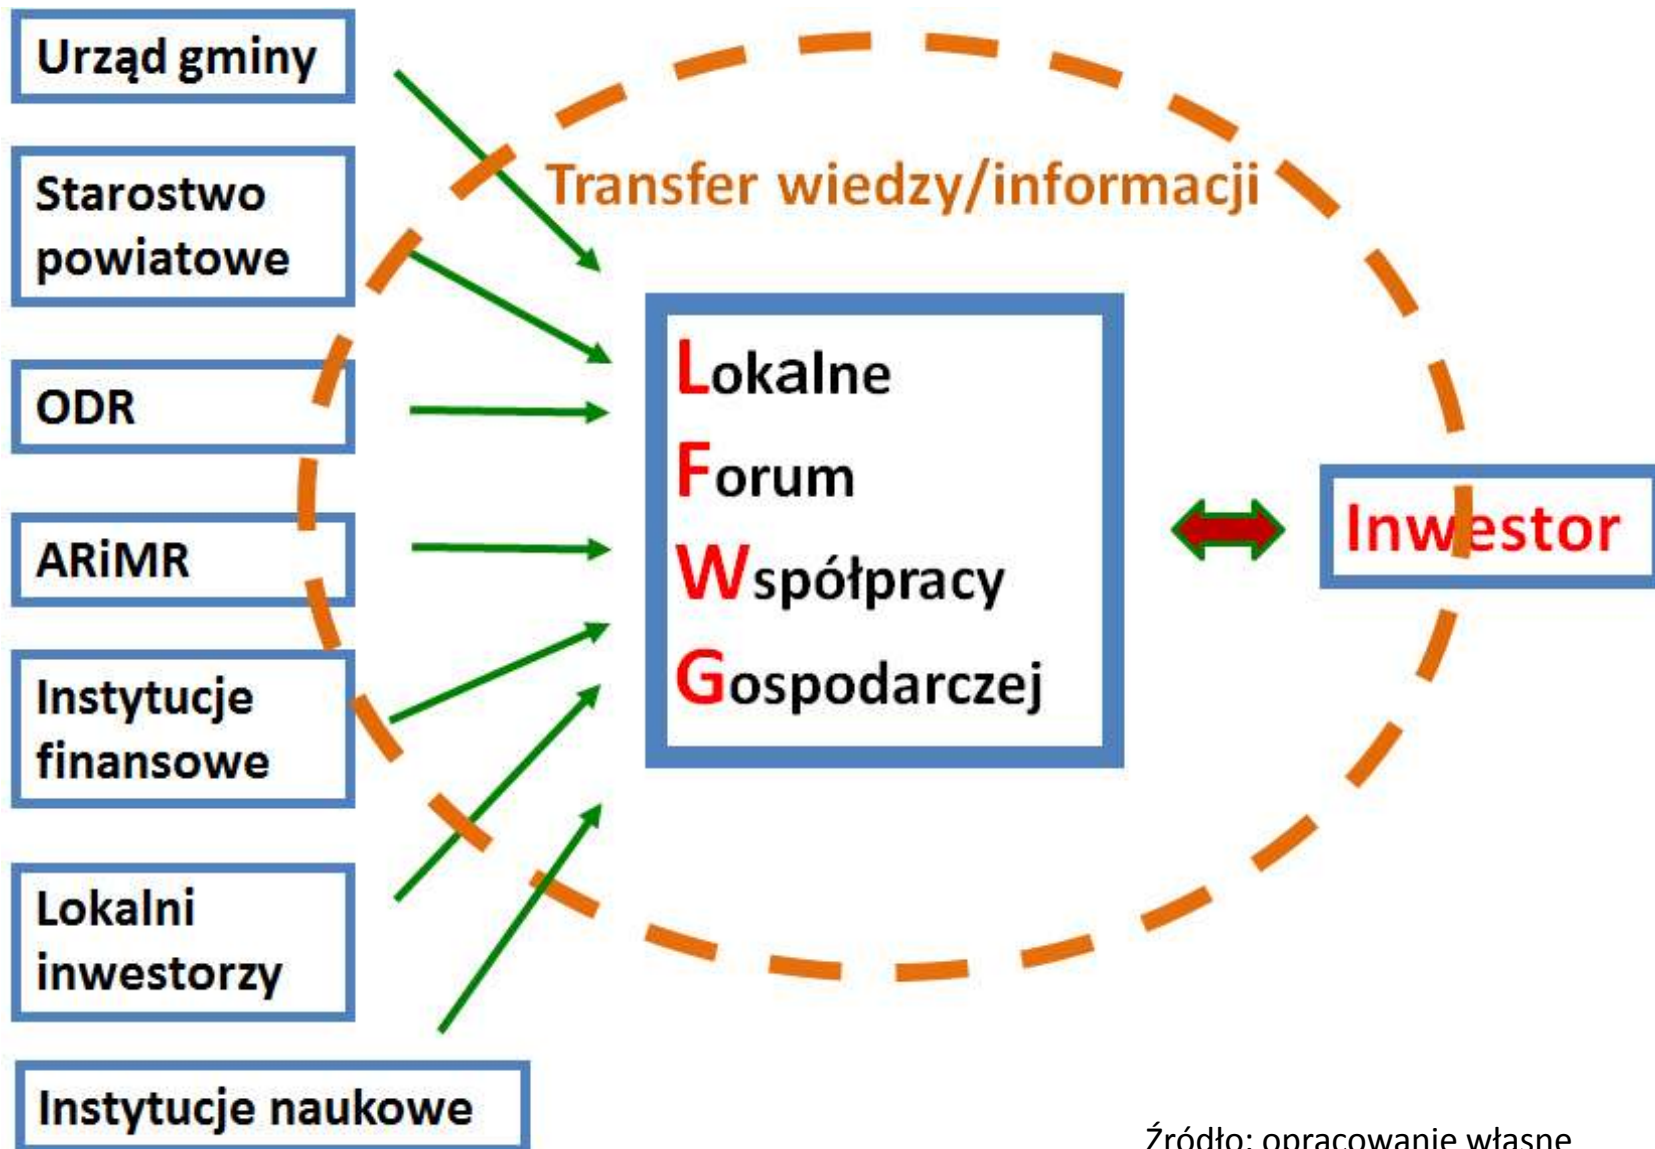 Urząd gminy
Starostwo
powiatowe
ODR
ARiMR
Instytucje
finansowe
Lokalni
inwestorzy
Instytucje naukowe
Transfer wiedzy/informacji
Lokalne
Forum
Współpracy
Gospodarczej
Inwestor
Źródło: opracowanie własne